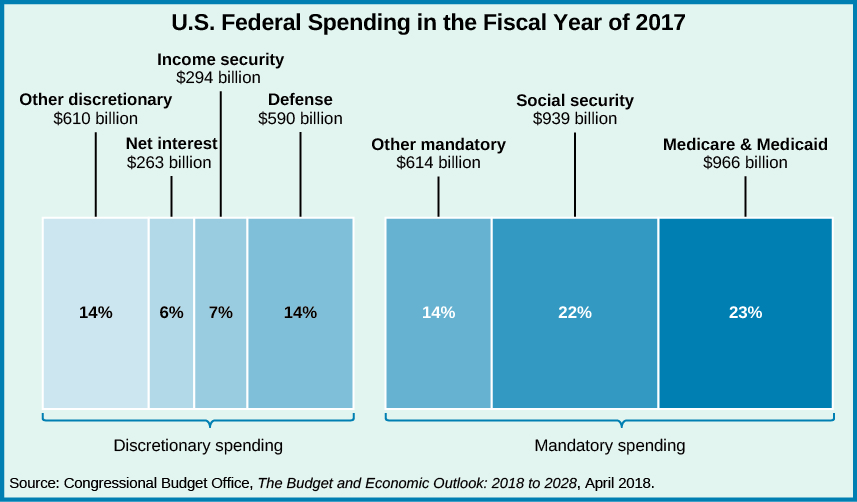 U.S. Federal Spending in the Fiscal Year of 2017
Income security
$294 billion
Other discretionary
$610 billion
Defense
$590 billion
Social security
$939 billion
Net interest
$263 billion
Other mandatory
$614 billion
Medicare & Medicaid
$966 billion
14%
6%
7%
14%
14%
22%
23%
Discretionary spending
Mandatory spending
Source: Congressional Budget Office, The Budget and Economic Outlook: 2018 to 2028, April 2018.